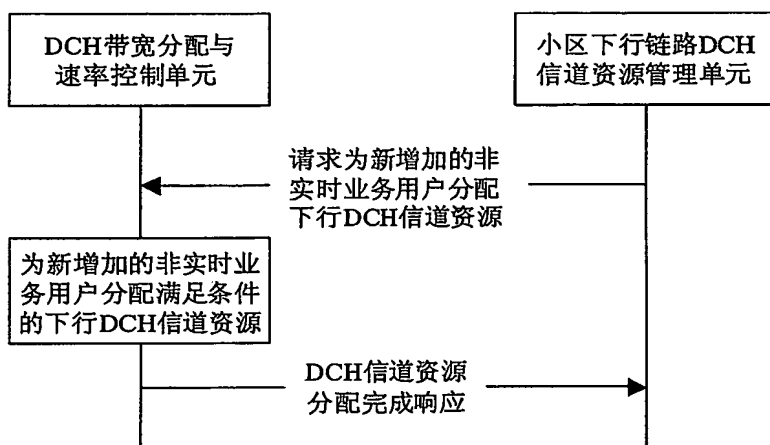 DCH带宽分配与
速率控制单元
小区下行链路DCH
信道资源管理单元
请求为新增加的非
实时业务用户分配
下行DCH信道资源
为新增加的非实时业
务用户分配满足条件
的下行DCH信道资源
DCH信道资源
分配完成响应